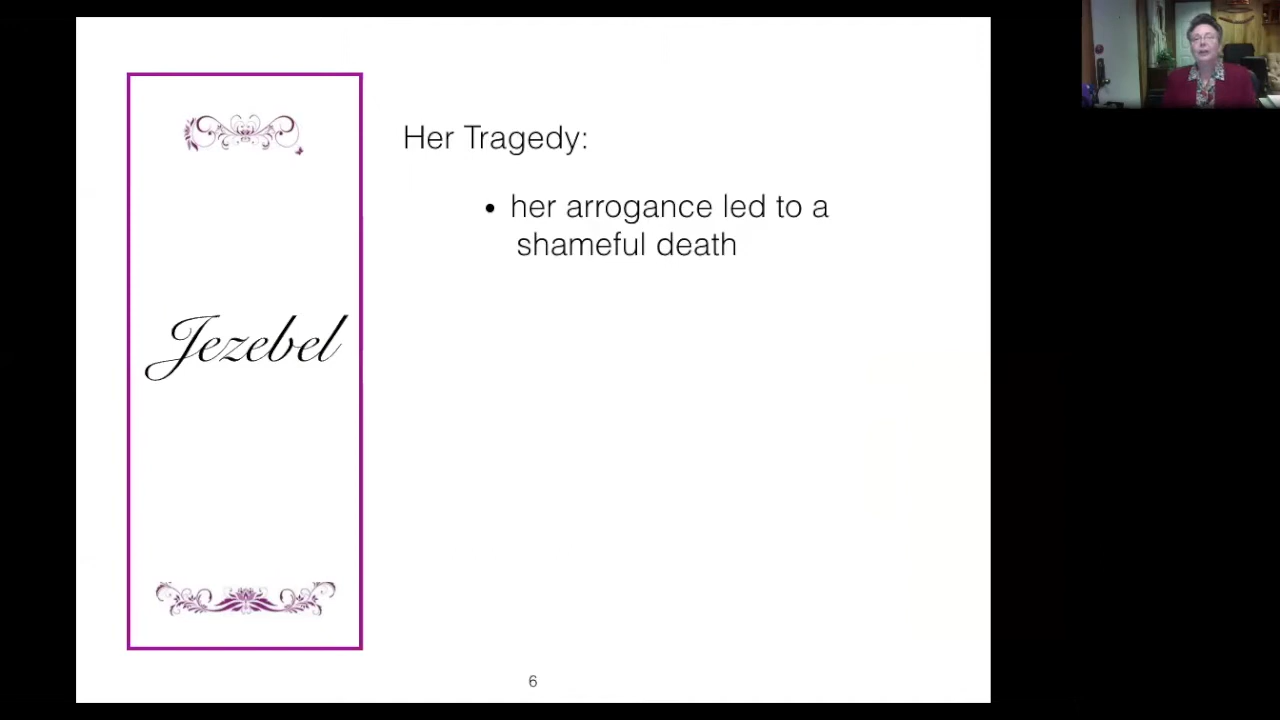 Jezebel
Her Tragedy:
• her arrogance led to a
shameful death
6